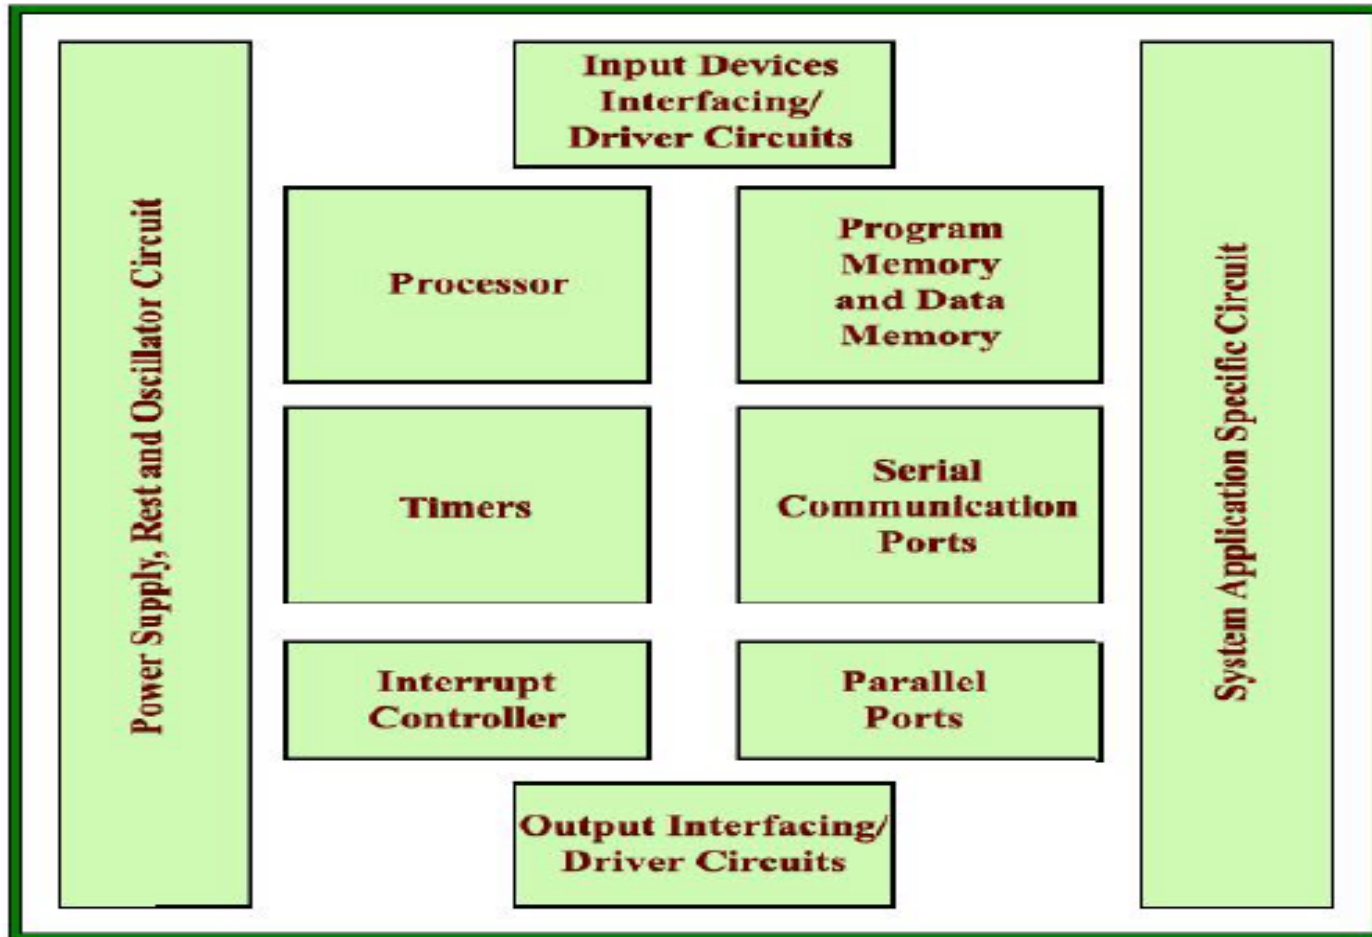 Power Supply, Rest and Oscillator Circuit
Input Devices
Interfacing/
Driver Circuits
Processor
Program
Memory
and Data
Memory
Timers
Serial
Communication
Ports
Interrupt
Controller
Parallel
Ports
Output Interfacing/
Driver Circuits
System Application Specific Circuit